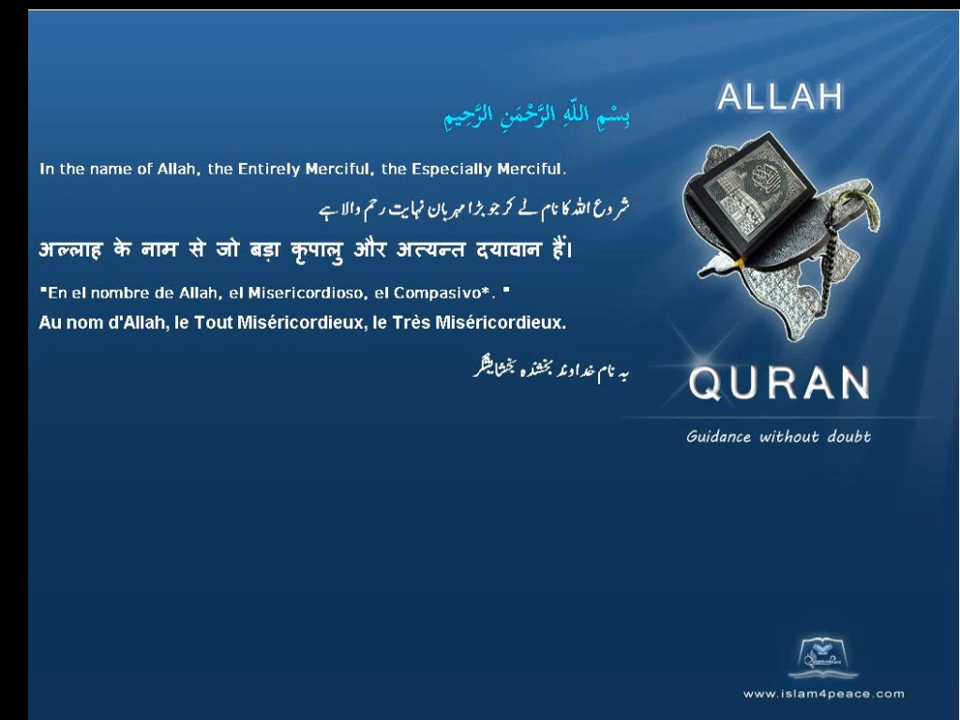 بِسْمِ اللّهِ الرَّحْمَنِ الرَّحِيمِ
In the name of Allah, the Entirely Merciful, the Especially Merciful.
شروع الله کا نام لے کر جو بڑا مہربان نہایت رحم والا ہے
अल्लाह के नाम से जो बड़ा कृपालु और अत्यन्त दयावान हैं।
"En el nombre de Allah, el Misericordioso, el Compasivo*. "
Au nom d'Allah, le Tout Miséricordieux, le Très Miséricordieux.
به نام خداوند بخشنده بخشایشگر
ALLAH
QURAN
Guidance without doubt
www.islam4peace.com